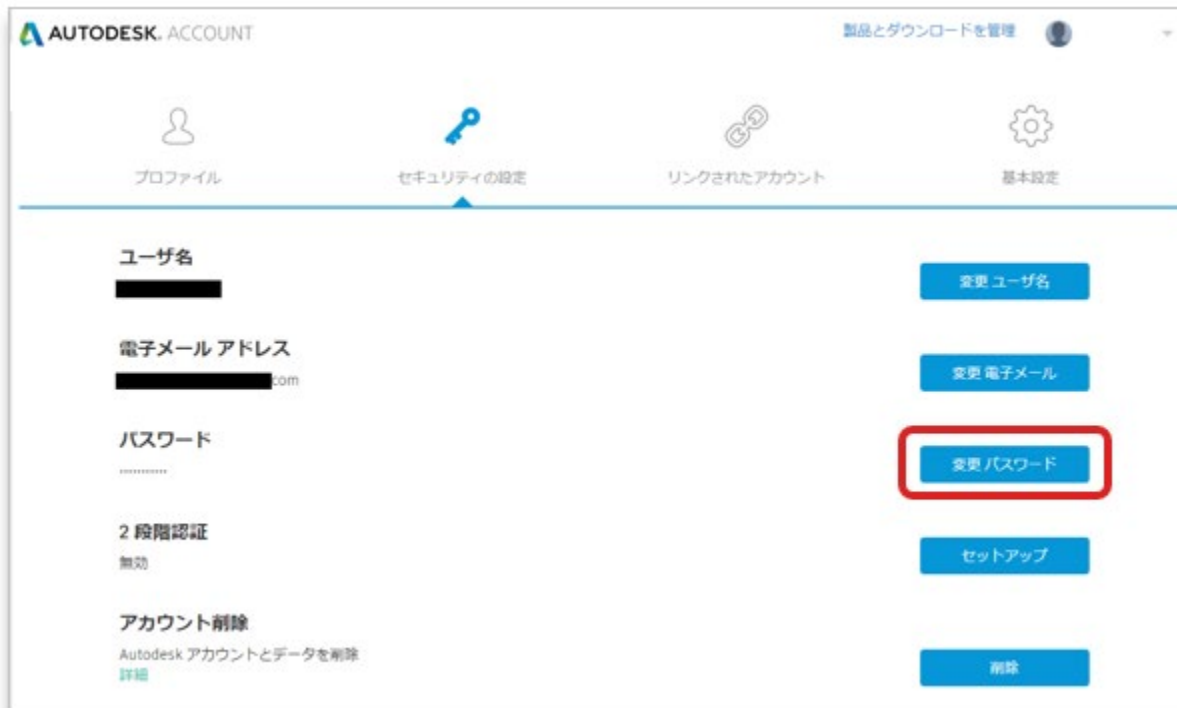 AUTODESK. ACCOUNT
製品とダウンロードを管理
プロファイル
セキュリティの設定
リンクされたアカウント
基本設定
ユーザ名
変更 ユーザ名
電子メール アドレス
com
変更 電子メール
パスワード
............
変更 パスワード
2 段階認証
無効
セットアップ
アカウント削除
Autodesk アカウントとデータを削除
詳細
削除